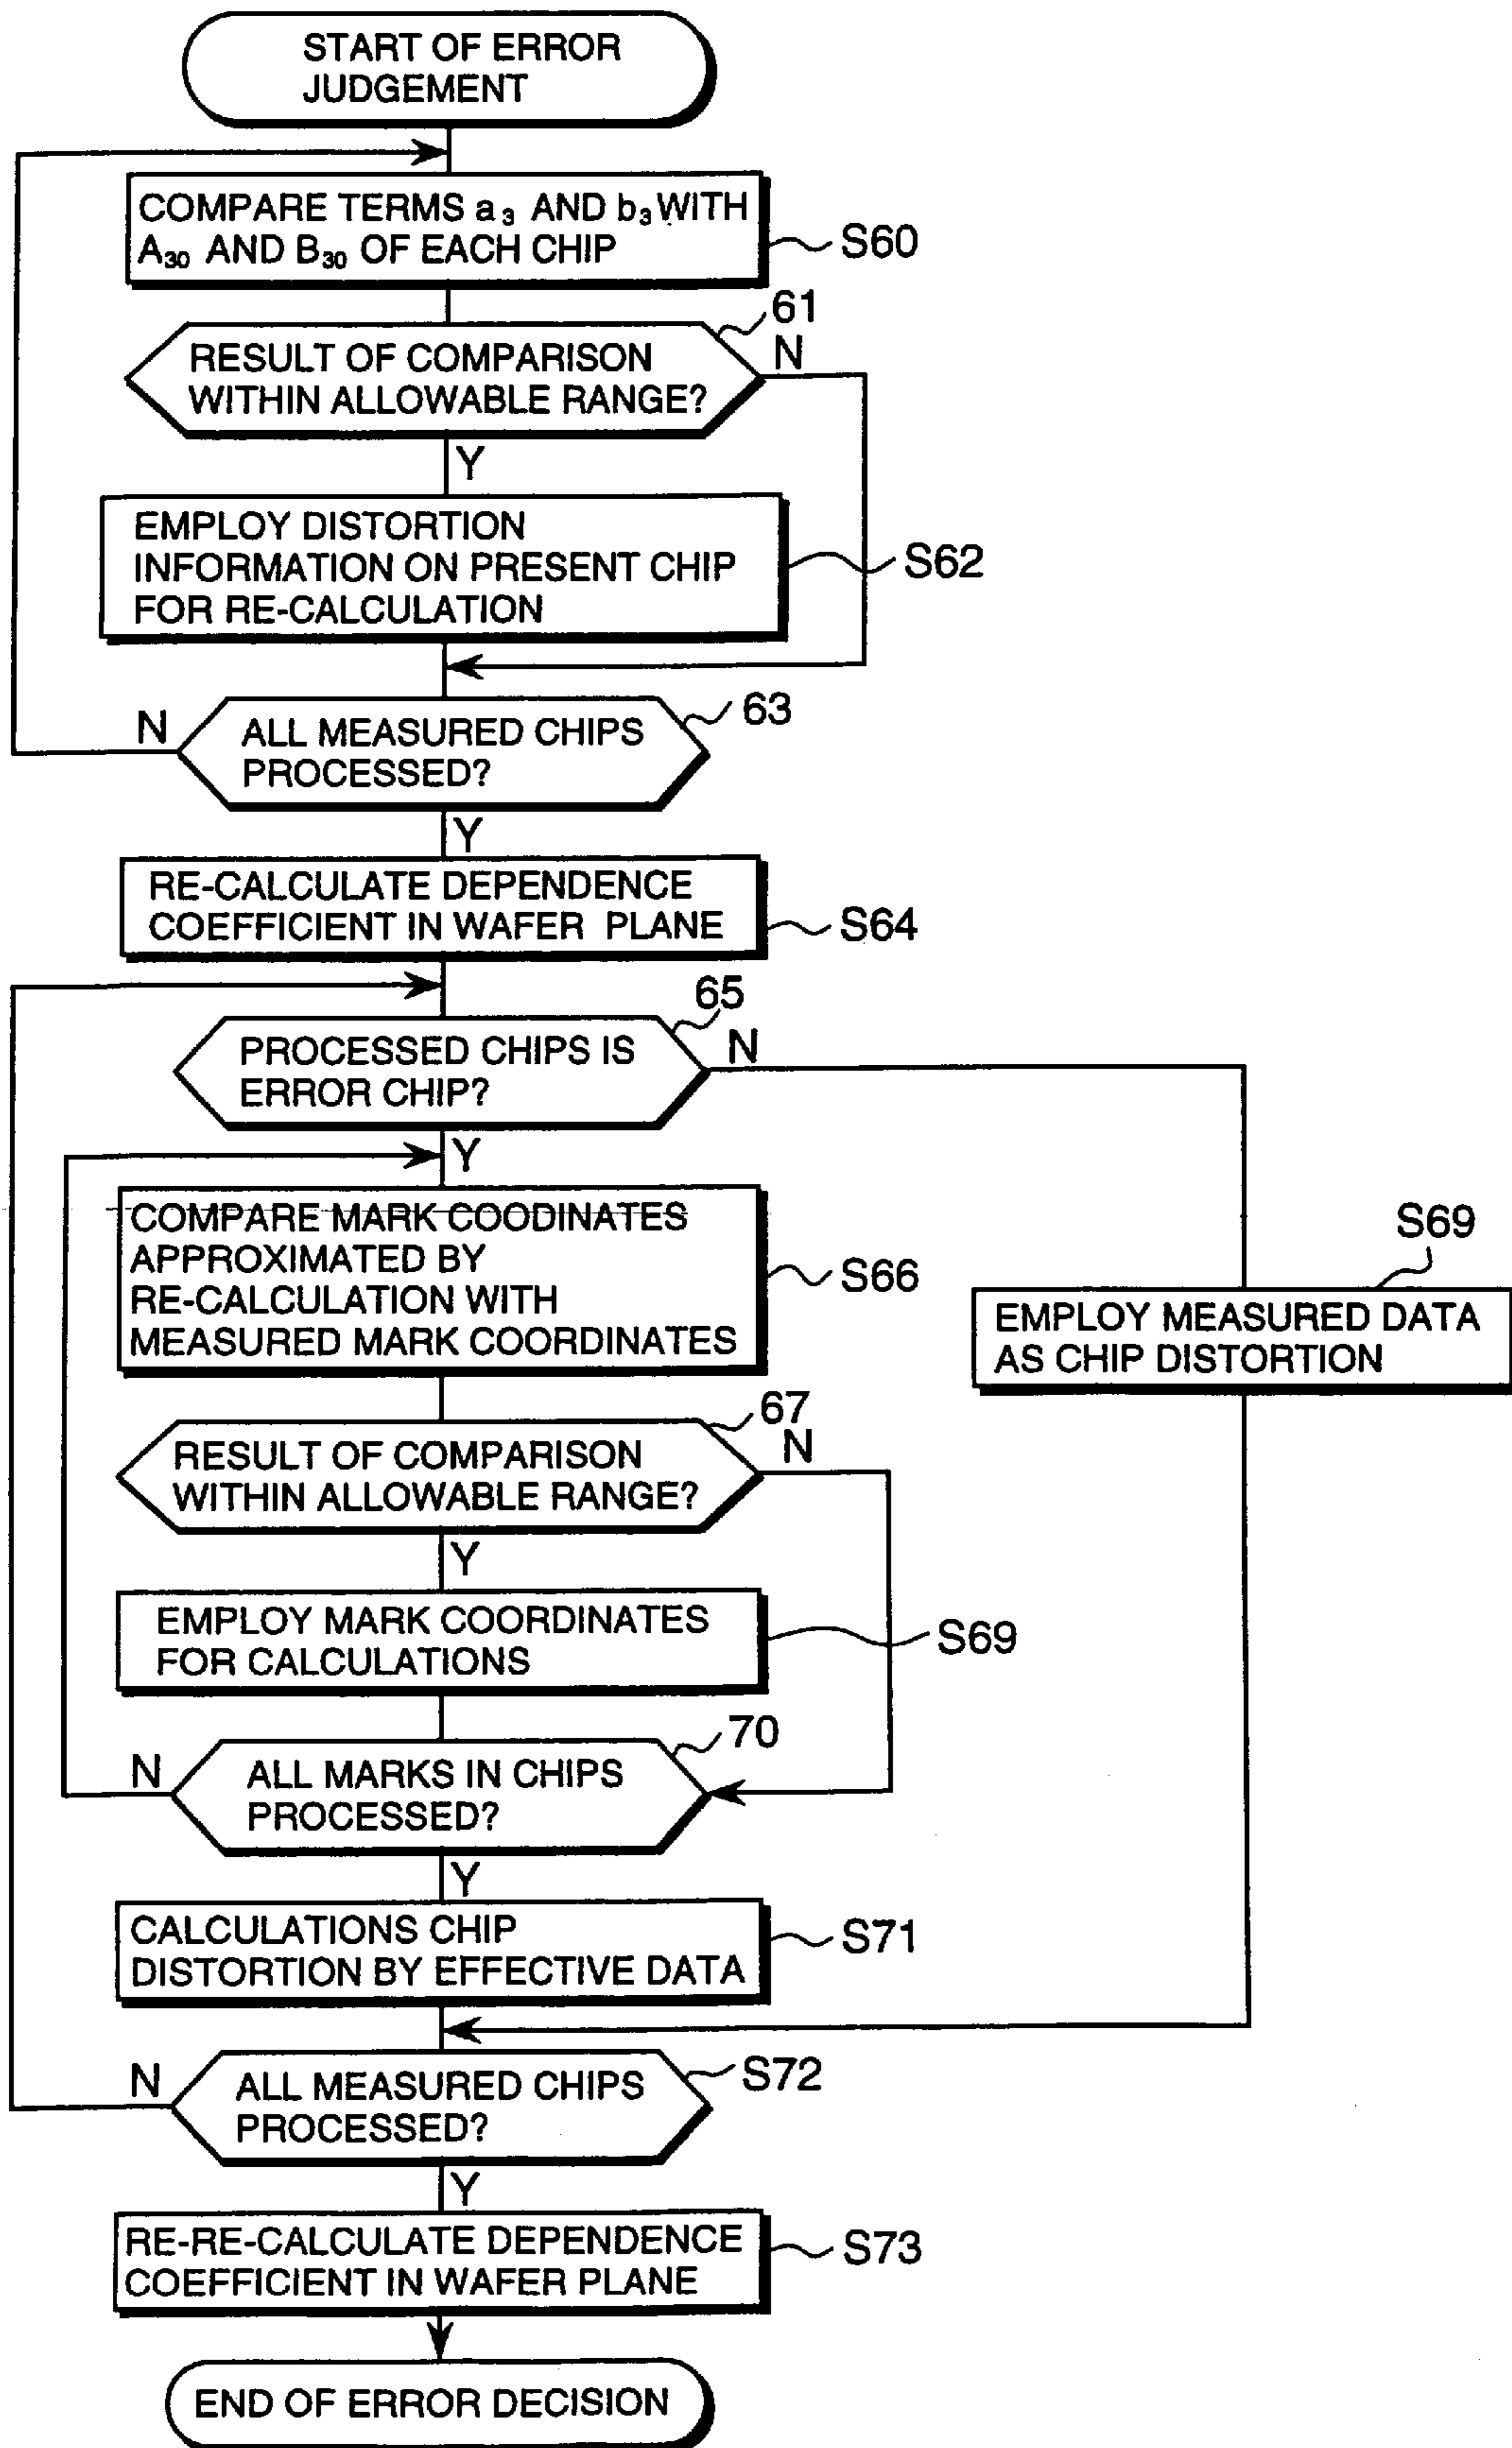 START OF ERROR
JUDGEMENT
COMPARE TERMS a₃ AND b₃ WITH
A₃₀ AND B₃₀ OF EACH CHIP
S60
61
RESULT OF COMPARISON
WITHIN ALLOWABLE RANGE?
N
Y
EMPLOY DISTORTION
INFORMATION ON PRESENT CHIP
FOR RE-CALCULATION
S62
63
N
ALL MEASURED CHIPS
PROCESSED?
Y
RE-CALCULATE DEPENDENCE
COEFFICIENT IN WAFER PLANE
S64
65
PROCESSED CHIPS IS
ERROR CHIP?
N
Y
COMPARE MARK COODINATES
APPROXIMATED BY
RE-CALCULATION WITH
MEASURED MARK COORDINATES
S66
S69
EMPLOY MEASURED DATA
AS CHIP DISTORTION
67
RESULT OF COMPARISON
WITHIN ALLOWABLE RANGE?
N
Y
EMPLOY MARK COORDINATES
FOR CALCULATIONS
S69
70
N
ALL MARKS IN CHIPS
PROCESSED?
Y
CALCULATIONS CHIP
DISTORTION BY EFFECTIVE DATA
S71
S72
N
ALL MEASURED CHIPS
PROCESSED?
Y
RE-RE-CALCULATE DEPENDENCE
COEFFICIENT IN WAFER PLANE
S73
END OF ERROR DECISION